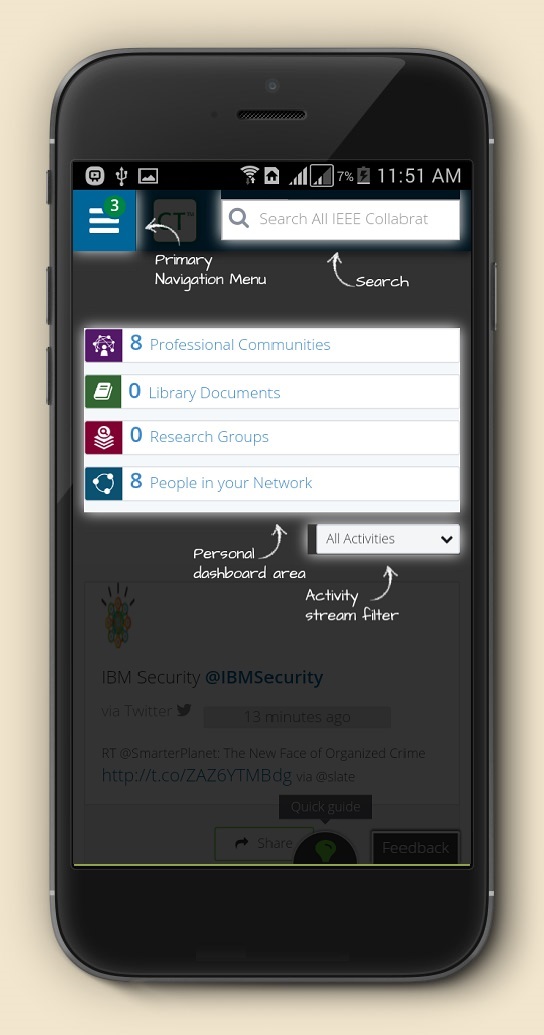 7% 11:51 AM
3
CT™
Search All IEEE Collabrat
Primary
Navigation Menu
Search
8 Professional Communities
0 Library Documents
0 Research Groups
8 People in your Network
All Activities
Personal
dashboard area
Activity
stream filter
IBM Security @IBMSecurity
via Twitter
13 minutes ago
RT @SmarterPlanet: The New Face of Organized Crime
http://t.co/ZAZ6YTMBdg via @slate
Quick guide
Share
Feedback